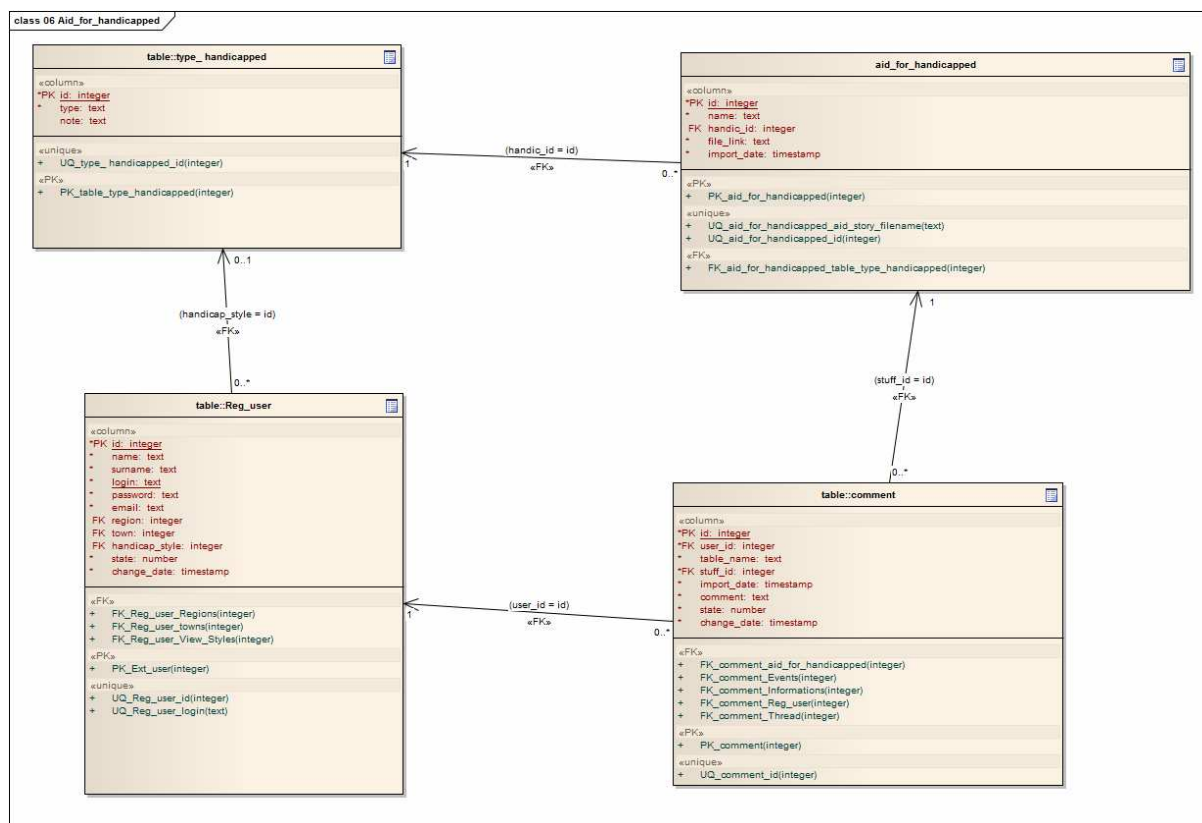 class 06 Aid_for_handicapped
table::type_ handicapped
«column»
*PK id: integer
* type: text
note: text
«unique»
+ UQ_type_ handicapped_id(integer)
«PK»
+ PK_table_type_handicapped(integer)
aid_for_handicapped
«column»
*PK id: integer
* name: text
FK handic_id: integer
* file_link: text
* import_date: timestamp
«PK»
+ PK_aid_for_handicapped(integer)
«unique»
+ UQ_aid_for_handicapped_aid_story_filename(text)
+ UQ_aid_for_handicapped_id(integer)
«FK»
+ FK_aid_for_handicapped_table_type_handicapped(integer)
(handic_id = id)
1
«FK»
0..*
0..1
(handicap_style = id)
«FK»
0..*
1
(stuff_id = id)
«FK»
0..*
table::Reg_user
«column»
*PK id: integer
* name: text
* surname: text
* login: text
* password: text
* email: text
FK region: integer
FK town: integer
FK handicap_style: integer
* state: number
* change_date: timestamp
«FK»
+ FK_Reg_user_Regions(integer)
+ FK_Reg_user_towns(integer)
+ FK_Reg_user_View_Styles(integer)
«PK»
+ PK_Ext_user(integer)
«unique»
+ UQ_Reg_user_id(integer)
+ UQ_Reg_user_login(text)
(user_id = id)
1
«FK»
0..*
table::comment
«column»
*PK id: integer
*FK user_id: integer
* table_name: text
*FK stuff_id: integer
* import_date: timestamp
* comment: text
* state: number
* change_date: timestamp
«FK»
+ FK_comment_aid_for_handicapped(integer)
+ FK_comment_Events(integer)
+ FK_comment_Informations(integer)
+ FK_comment_Reg_user(integer)
+ FK_comment_Thread(integer)
«PK»
+ PK_comment(integer)
«unique»
+ UQ_comment_id(integer)